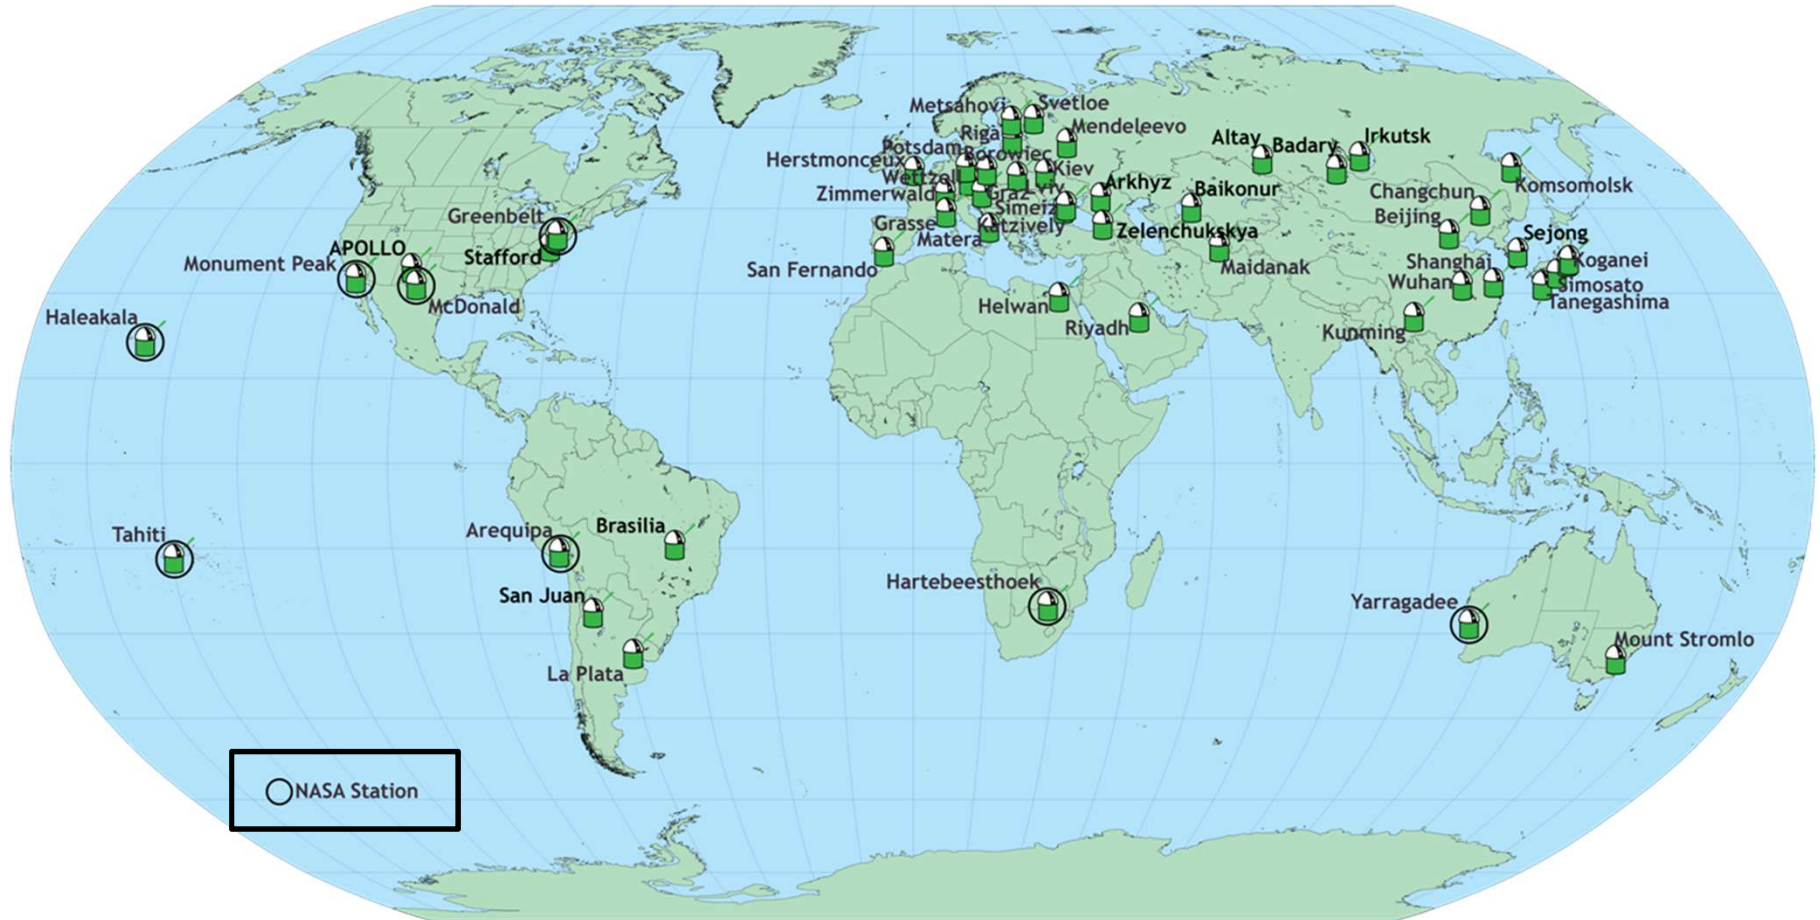 Metsahovi
Svetloe
Riga
Mendeleevo
Potsdam
Borowiec
Herstmonceux
Kiev
Wettzell
Zimmerwald
Graz
Lviv
Simeiz
Grasse
Katzively
Matera
San Fernando
Arkhyz
Zelenchukskya
Baikonur
Maidanak
Altay
Badary
Irkutsk
Komsomolsk
Changchun
Beijing
Sejong
Shanghai
Koganei
Wuhan
Simosato
Tanegashima
Kunming
Helwan
Riyadh
Greenbelt
APOLLO
Stafford
Monument Peak
McDonald
Haleakala
Tahiti
Arequipa
Brasilia
San Juan
La Plata
Hartebeesthoek
Yarragadee
Mount Stromlo
NASA Station